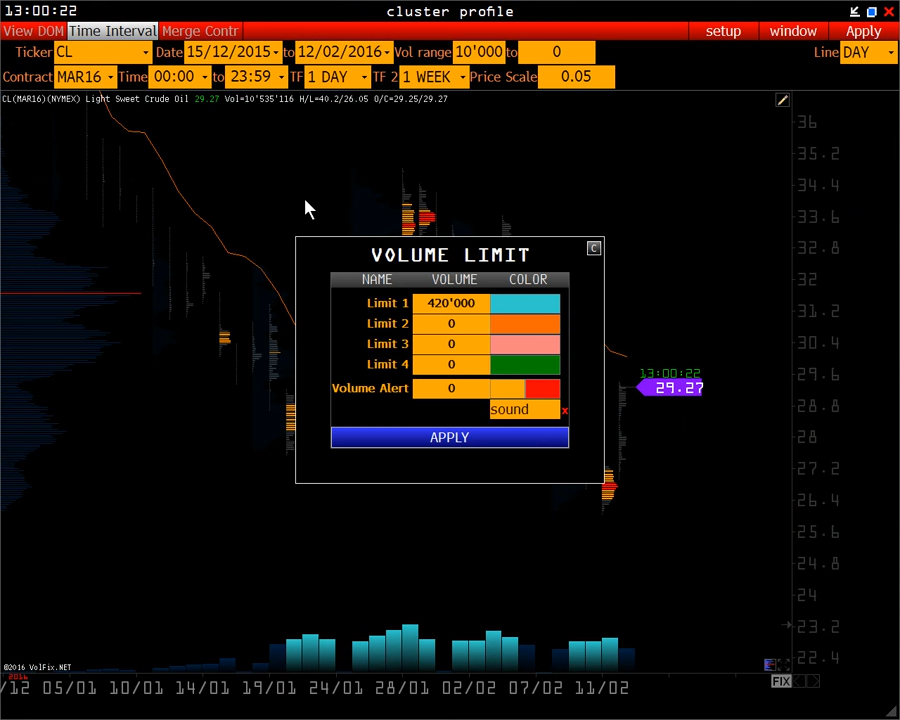 13:00:22 cluster profile
View DOM Time Interval Merge Contr setup window Apply
Ticker CL Date 15/12/2015 to 12/02/2016 Vol range 10'000 to 0 Line DAY
Contract MAR16 Time 00:00 to 23:59 TF 1 DAY TF 2 1 WEEK Price Scale 0.05
CL(MAR16)(NYMEX) Light Sweet Crude Oil 29.27 Vol=10'535'116 H/L=40.2/26.05 O/C=29.25/29.27
36
35.2
34.4
33.6
32.8
32
31.2
30.4
29.6
28.8
28
27.2
26.4
25.6
24.8
24
23.2
22.4
VOLUME LIMIT C
NAME VOLUME COLOR
Limit 1 420'000
Limit 2 0
Limit 3 0
Limit 4 0
Volume Alert 0
sound x
APPLY
13:00:22
29.27
©2016 VolFix.NET
2016
/12 05/01 10/01 14/01 19/01 24/01 28/01 02/02 07/02 11/02
FIX